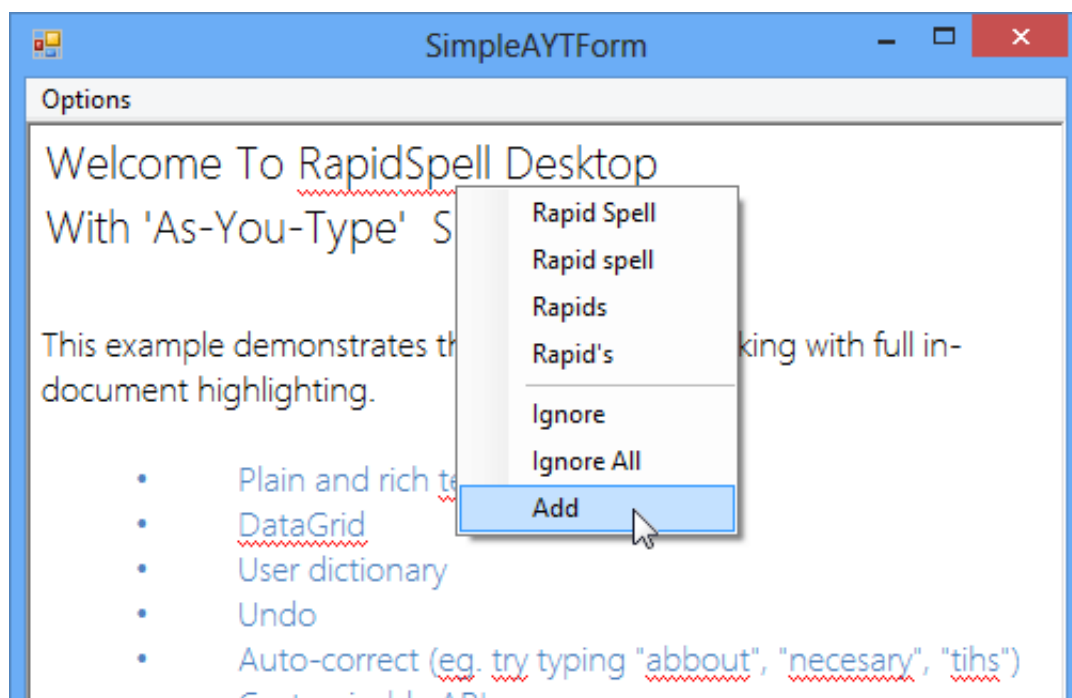 SimpleAYTForm
Options
Welcome To RapidSpell Desktop
With 'As-You-Type' S
Rapid Spell
Rapid spell
Rapids
Rapid's
Ignore
Ignore All
Add
This example demonstrates th king with full in-
document highlighting.
• Plain and rich te
• DataGrid
• User dictionary
• Undo
• Auto-correct (eg. try typing "abbout", "necesary", "tihs")